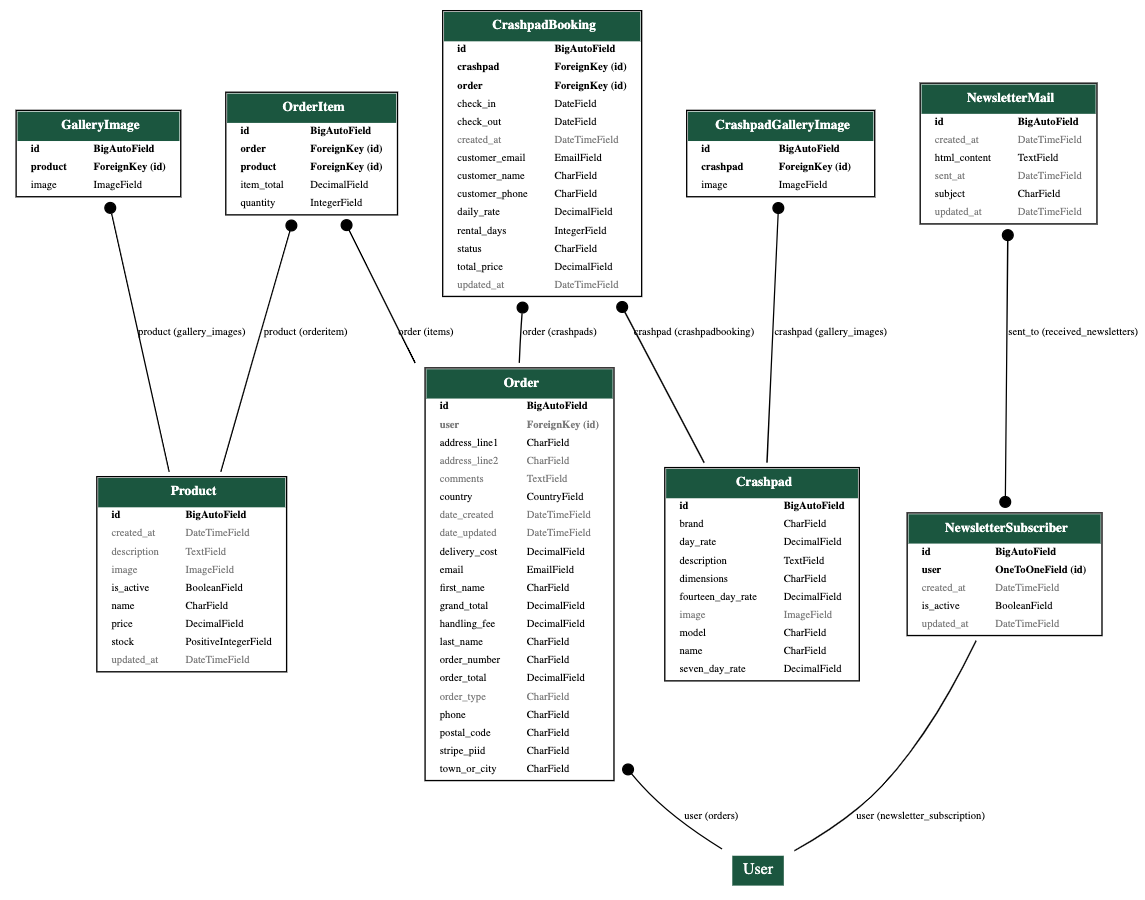 CrashpadBooking
id BigAutoField
crashpad ForeignKey (id)
order ForeignKey (id)
check_in DateField
check_out DateField
created_at DateTimeField
customer_email EmailField
customer_name CharField
customer_phone CharField
daily_rate DecimalField
rental_days IntegerField
status CharField
total_price DecimalField
updated_at DateTimeField
GalleryImage
id BigAutoField
product ForeignKey (id)
image ImageField
OrderItem
id BigAutoField
order ForeignKey (id)
product ForeignKey (id)
item_total DecimalField
quantity IntegerField
CrashpadGalleryImage
id BigAutoField
crashpad ForeignKey (id)
image ImageField
NewsletterMail
id BigAutoField
created_at DateTimeField
html_content TextField
sent_at DateTimeField
subject CharField
updated_at DateTimeField
product (gallery_images)
product (orderitem)
order (items)
order (crashpads)
crashpad (crashpadbooking)
crashpad (gallery_images)
sent_to (received_newsletters)
Product
id BigAutoField
created_at DateTimeField
description TextField
image ImageField
is_active BooleanField
name CharField
price DecimalField
stock PositiveIntegerField
updated_at DateTimeField
Order
id BigAutoField
user ForeignKey (id)
address_line1 CharField
address_line2 CharField
comments TextField
country CountryField
date_created DateTimeField
date_updated DateTimeField
delivery_cost DecimalField
email EmailField
first_name CharField
grand_total DecimalField
handling_fee DecimalField
last_name CharField
order_number CharField
order_total DecimalField
order_type CharField
phone CharField
postal_code CharField
stripe_piid CharField
town_or_city CharField
Crashpad
id BigAutoField
brand CharField
day_rate DecimalField
description TextField
dimensions CharField
fourteen_day_rate DecimalField
image ImageField
model CharField
name CharField
seven_day_rate DecimalField
NewsletterSubscriber
id BigAutoField
user OneToOneField (id)
created_at DateTimeField
is_active BooleanField
updated_at DateTimeField
user (orders)
user (newsletter_subscription)
User